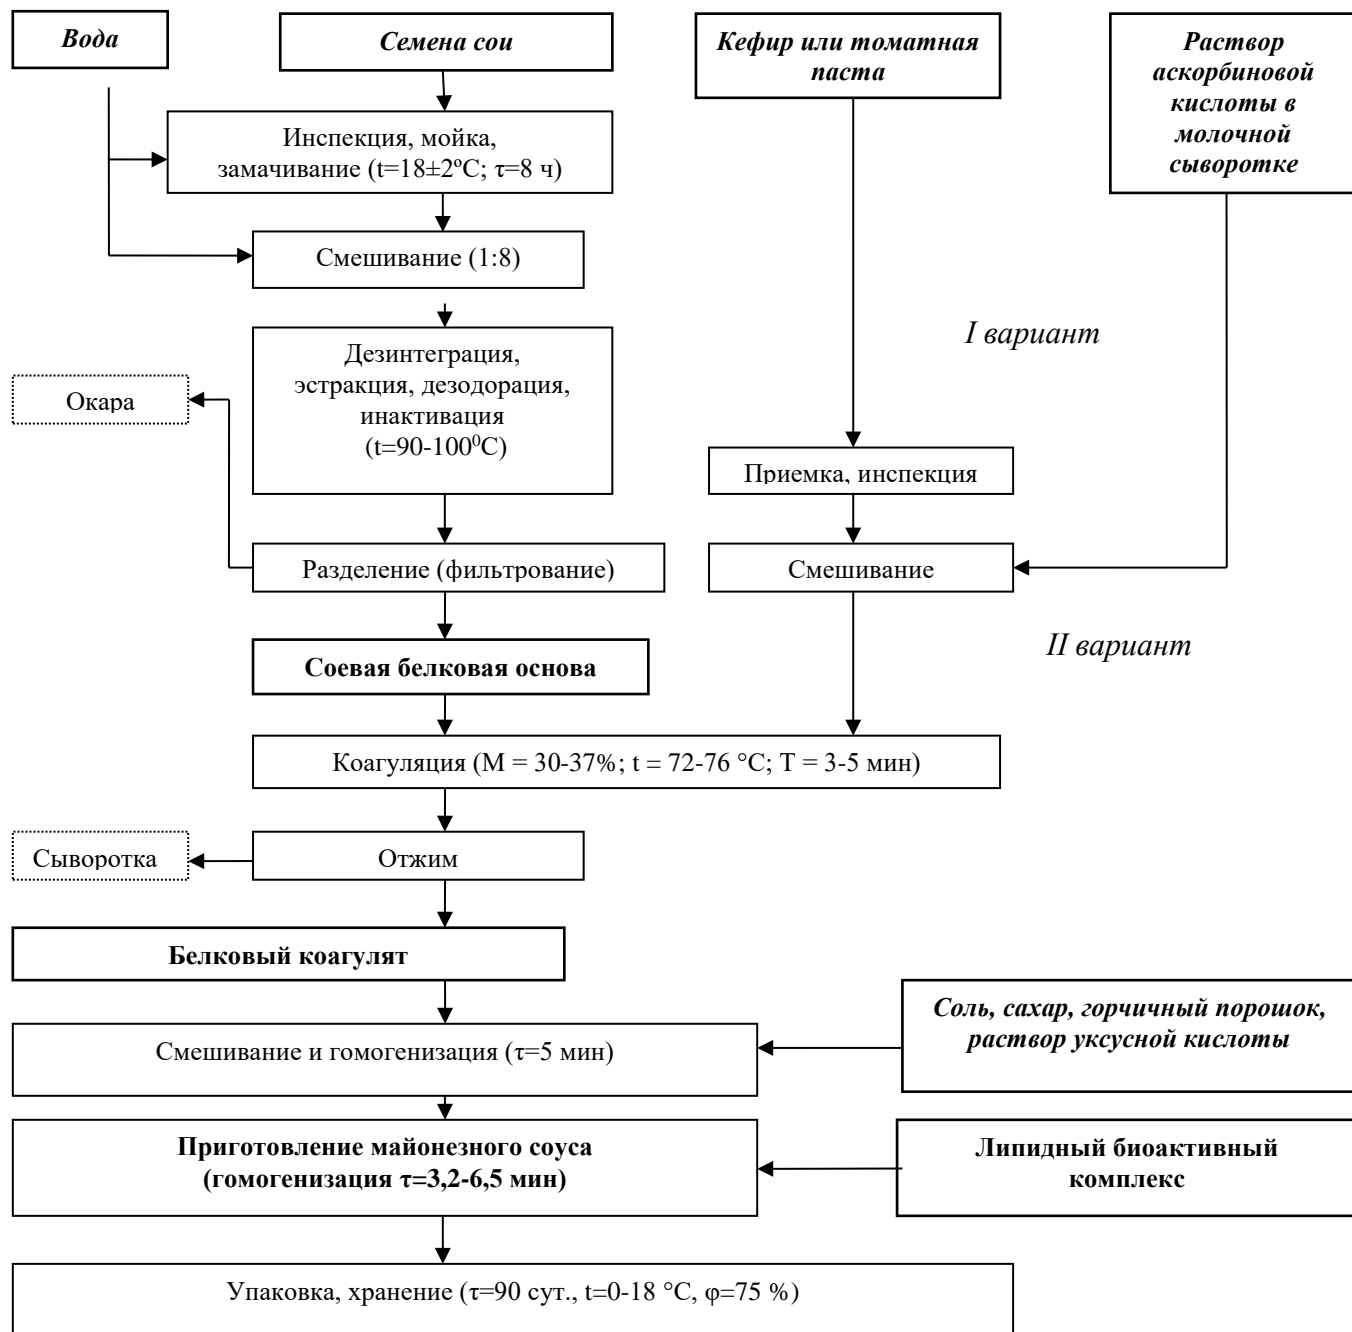 Вода
Семена сои
Кефир или томатная
паста
Раствор
аскорбиновой
кислоты в
молочной
сыворотке
Инспекция, мойка,
замачивание (t=18±2ºС; τ=8 ч)
Смешивание (1:8)
I вариант
Дезинтеграция,
эстракция, дезодорация,
инактивация
(t=90-100⁰С)
Окара
Приемка, инспекция
Разделение (фильтрование)
Смешивание
II вариант
Соевая белковая основа
Коагуляция (М = 30-37%; t = 72-76 °С; Т = 3-5 мин)
Сыворотка
Отжим
Белковый коагулят
Соль, сахар, горчичный порошок,
раствор уксусной кислоты
Смешивание и гомогенизация (τ=5 мин)
Приготовление майонезного соуса
(гомогенизация τ=3,2-6,5 мин)
Липидный биоактивный
комплекс
Упаковка, хранение (τ=90 сут., t=0-18 °С, φ=75 %)